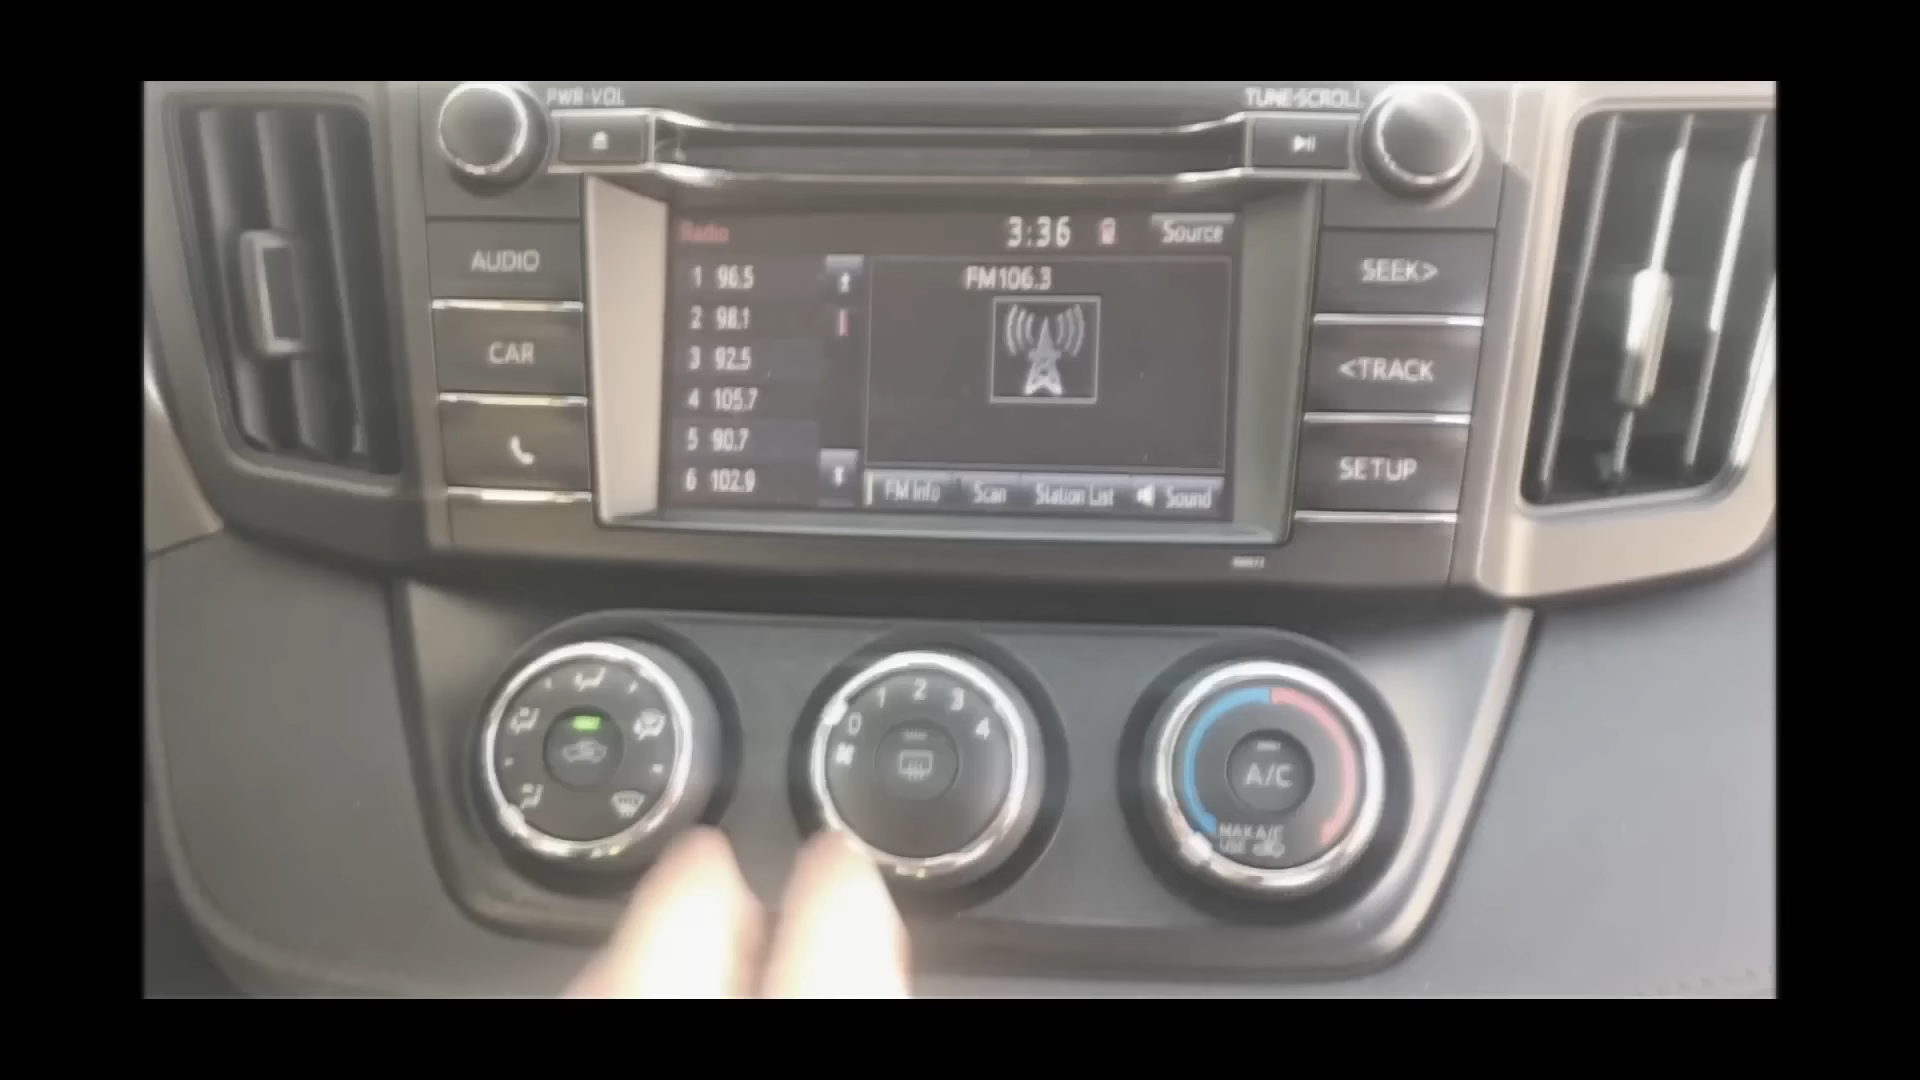 PWR·VOL
TUNE·SCROLL
AUDIO
CAR
Radio
3:36
Source
1 96.5
2 98.1
3 92.5
4 105.7
5 90.7
6 102.9
FM106.3
FM Info
Scan
Station List
Sound
SEEK>
<TRACK
SETUP
0 1 2 3 4
A/C
MAX A/C
USE